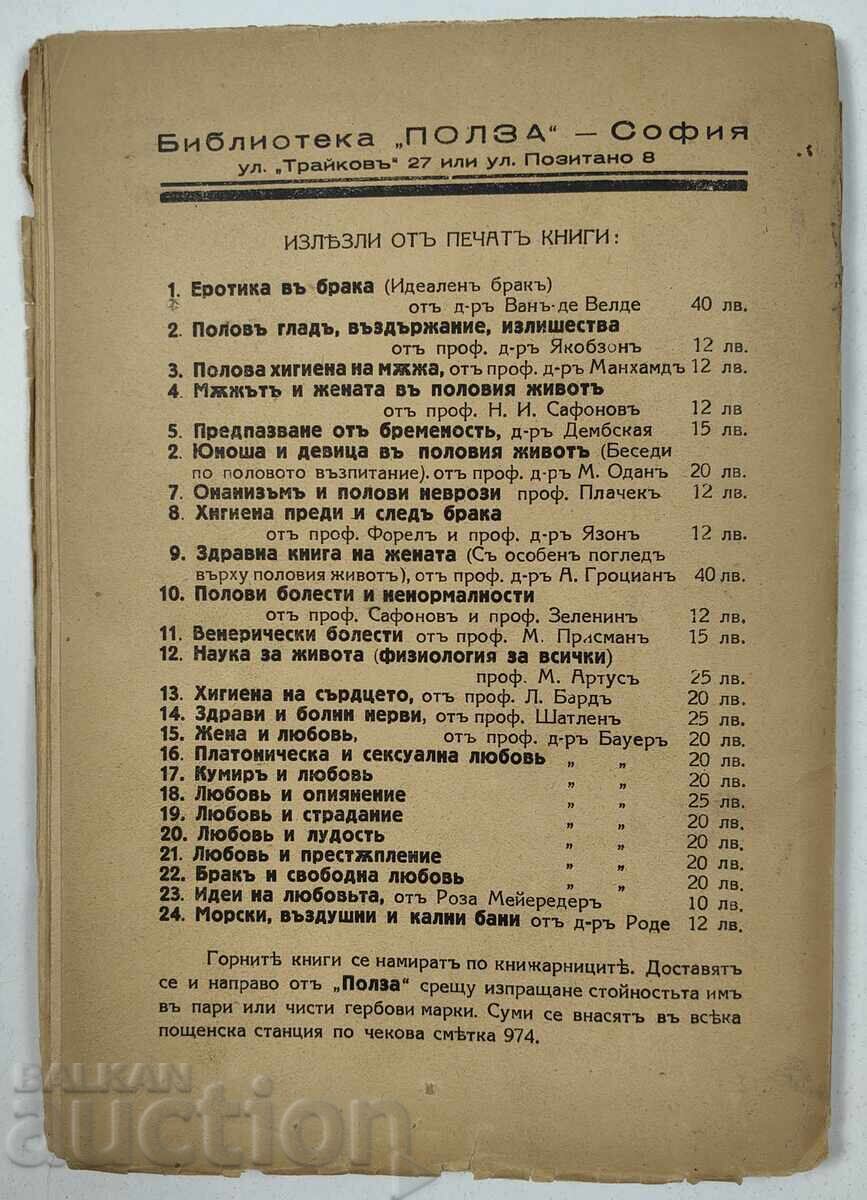 Библиотека „ПОЛЗА“ — София
ул. „Трайковъ“ 27 или ул. Позитано 8
ИЗЛѢЗЛИ ОТЪ ПЕЧАТЪ КНИГИ:
1. Еротика въ брака (Идеаленъ бракъ)
отъ д-ръ Ванъ-де Велде 40 лв.
2. Половъ гладъ, въздържание, излишества
отъ проф. д-ръ Якобзонъ 12 лв.
3. Полова хигиена на мѫжа, отъ проф. д-ръ Манхамдъ 12 лв.
4. Мѫжътъ и жената въ половия животъ
отъ проф. Н. И. Сафоновъ 12 лв
5. Предпазване отъ бременость, д-ръ Дембская 15 лв.
2. Юноша и девица въ половия животъ (Беседи
по половото възпитание). отъ проф. д-ръ М. Оданъ 20 лв.
7. Онанизъмъ и полови неврози проф. Плачекъ 12 лв.
8. Хигиена преди и следъ брака
отъ проф. Форелъ и проф. д-ръ Язонъ 12 лв.
9. Здравна книга на жената (Съ особенъ погледъ
върху половия животъ), отъ проф. д-ръ А. Гроцианъ 40 лв.
10. Полови болести и ненормалности
отъ проф. Сафоновъ и проф. Зеленинъ 12 лв.
11. Венерически болести отъ проф. М. Присманъ 15 лв.
12. Наука за живота (физиология за всички)
проф. М. Артусъ 25 лв.
13. Хигиена на сърдцето, отъ проф. Л. Бардъ 20 лв.
14. Здрави и болни нерви, отъ проф. Шатленъ 25 лв.
15. Жена и любовь, отъ проф. д-ръ Бауеръ 20 лв.
16. Платоническа и сексуална любовь „ „ 20 лв.
17. Кумиръ и любовь „ „ 20 лв.
18. Любовь и опиянение „ „ 25 лв.
19. Любовь и страдание „ „ 20 лв.
20. Любовь и лудость „ „ 20 лв.
21. Любовь и престѫпление „ „ 20 лв.
22. Бракъ и свободна любовь „ „ 20 лв.
23. Идеи на любовьта, отъ Роза Мейередеръ 10 лв.
24. Морски, въздушни и кални бани отъ д-ръ Роде 12 лв.
Горнитѣ книги се намиратъ по книжарницитѣ. Доставятъ
се и направо отъ „Полза“ срещу изпращане стойностьта имъ
въ пари или чисти гербови марки. Суми се внасятъ въ всѣка
пощенска станция по чекова смѣтка 974.
BALKAN
auction